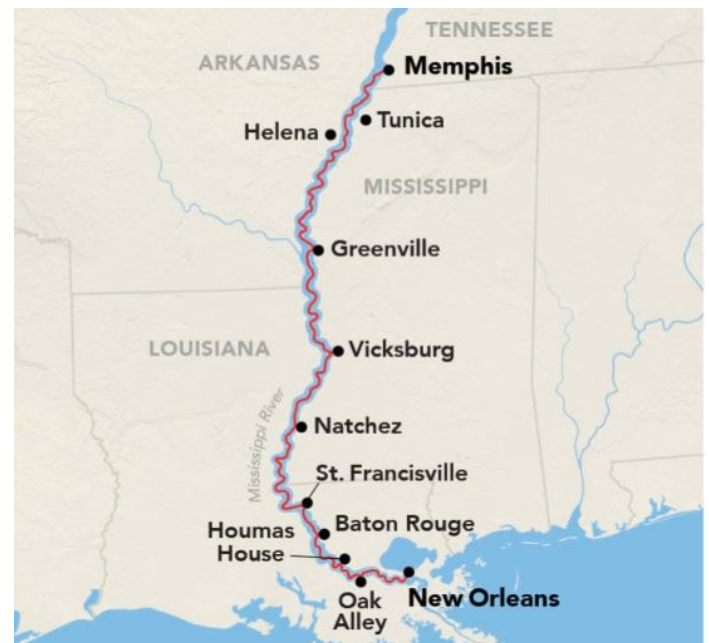 TENNESSEE
ARKANSAS
Memphis
Tunica
Helena
MISSISSIPPI
Greenville
LOUISIANA
Vicksburg
Mississippi River
Natchez
St. Francisville
Houmas
House
Baton Rouge
Oak
Alley
New Orleans